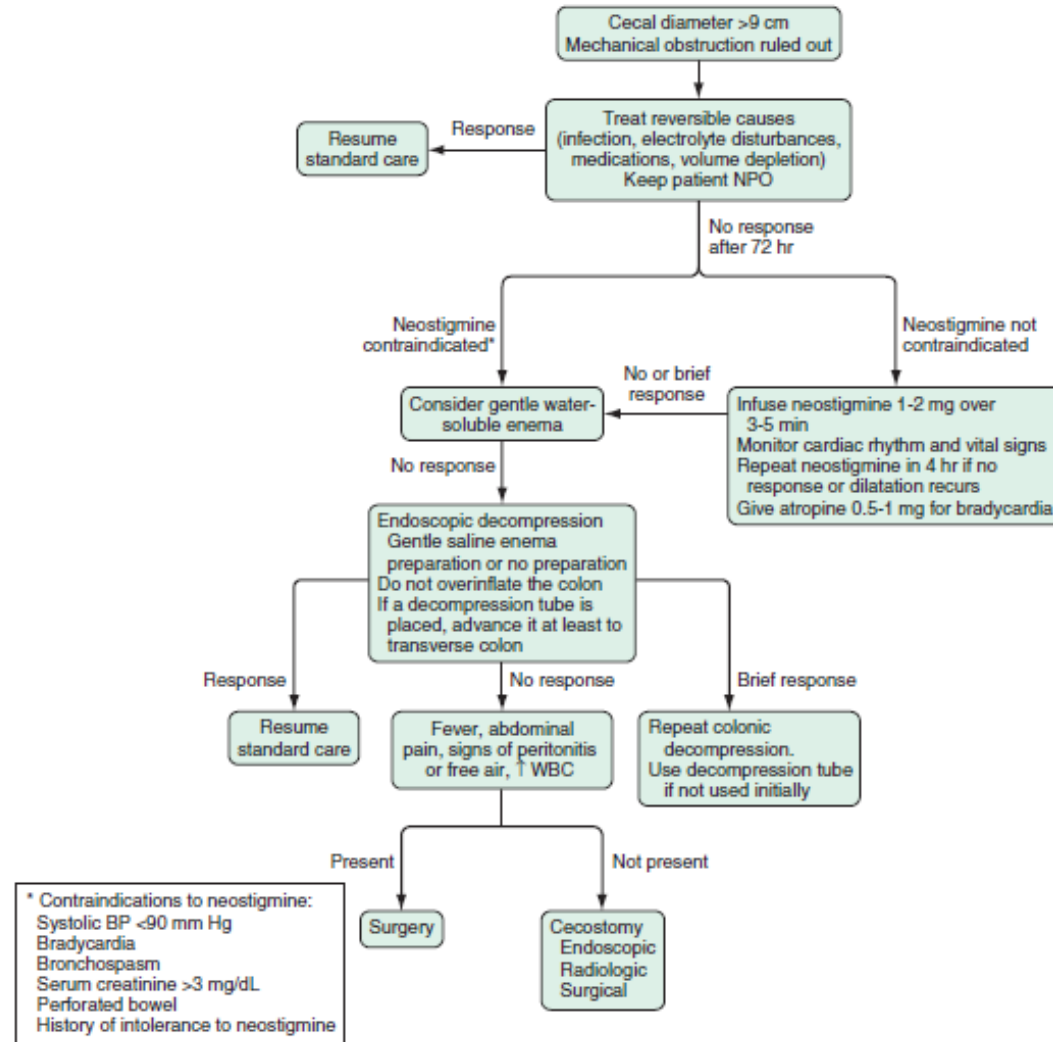 Cecal diameter >9 cm
Mechanical obstruction ruled out
Treat reversible causes
(infection, electrolyte disturbances,
medications, volume depletion)
Keep patient NPO
Response
Resume
standard care
No response
after 72 hr
Neostigmine
contraindicated*
Neostigmine not
contraindicated
Consider gentle water-
soluble enema
No or brief
response
Infuse neostigmine 1-2 mg over
3-5 min
Monitor cardiac rhythm and vital signs
Repeat neostigmine in 4 hr if no
response or dilatation recurs
Give atropine 0.5-1 mg for bradycardia
No response
Endoscopic decompression
Gentle saline enema
preparation or no preparation
Do not overinflate the colon
If a decompression tube is
placed, advance it at least to
transverse colon
Response
No response
Brief response
Resume
standard care
Fever, abdominal
pain, signs of peritonitis
or free air, ↑ WBC
Repeat colonic
decompression.
Use decompression tube
if not used initially
Present
Not present
Surgery
Cecostomy
Endoscopic
Radiologic
Surgical
* Contraindications to neostigmine:
Systolic BP <90 mm Hg
Bradycardia
Bronchospasm
Serum creatinine >3 mg/dL
Perforated bowel
History of intolerance to neostigmine